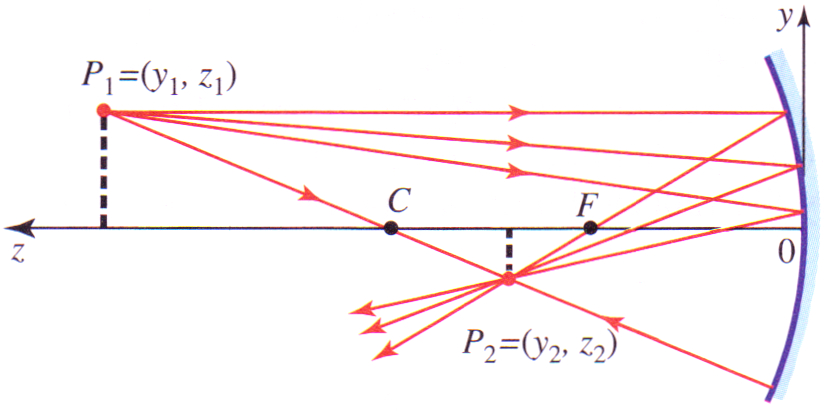 y
P₁=(y₁, z₁)
C
F
z
0
P₂=(y₂, z₂)